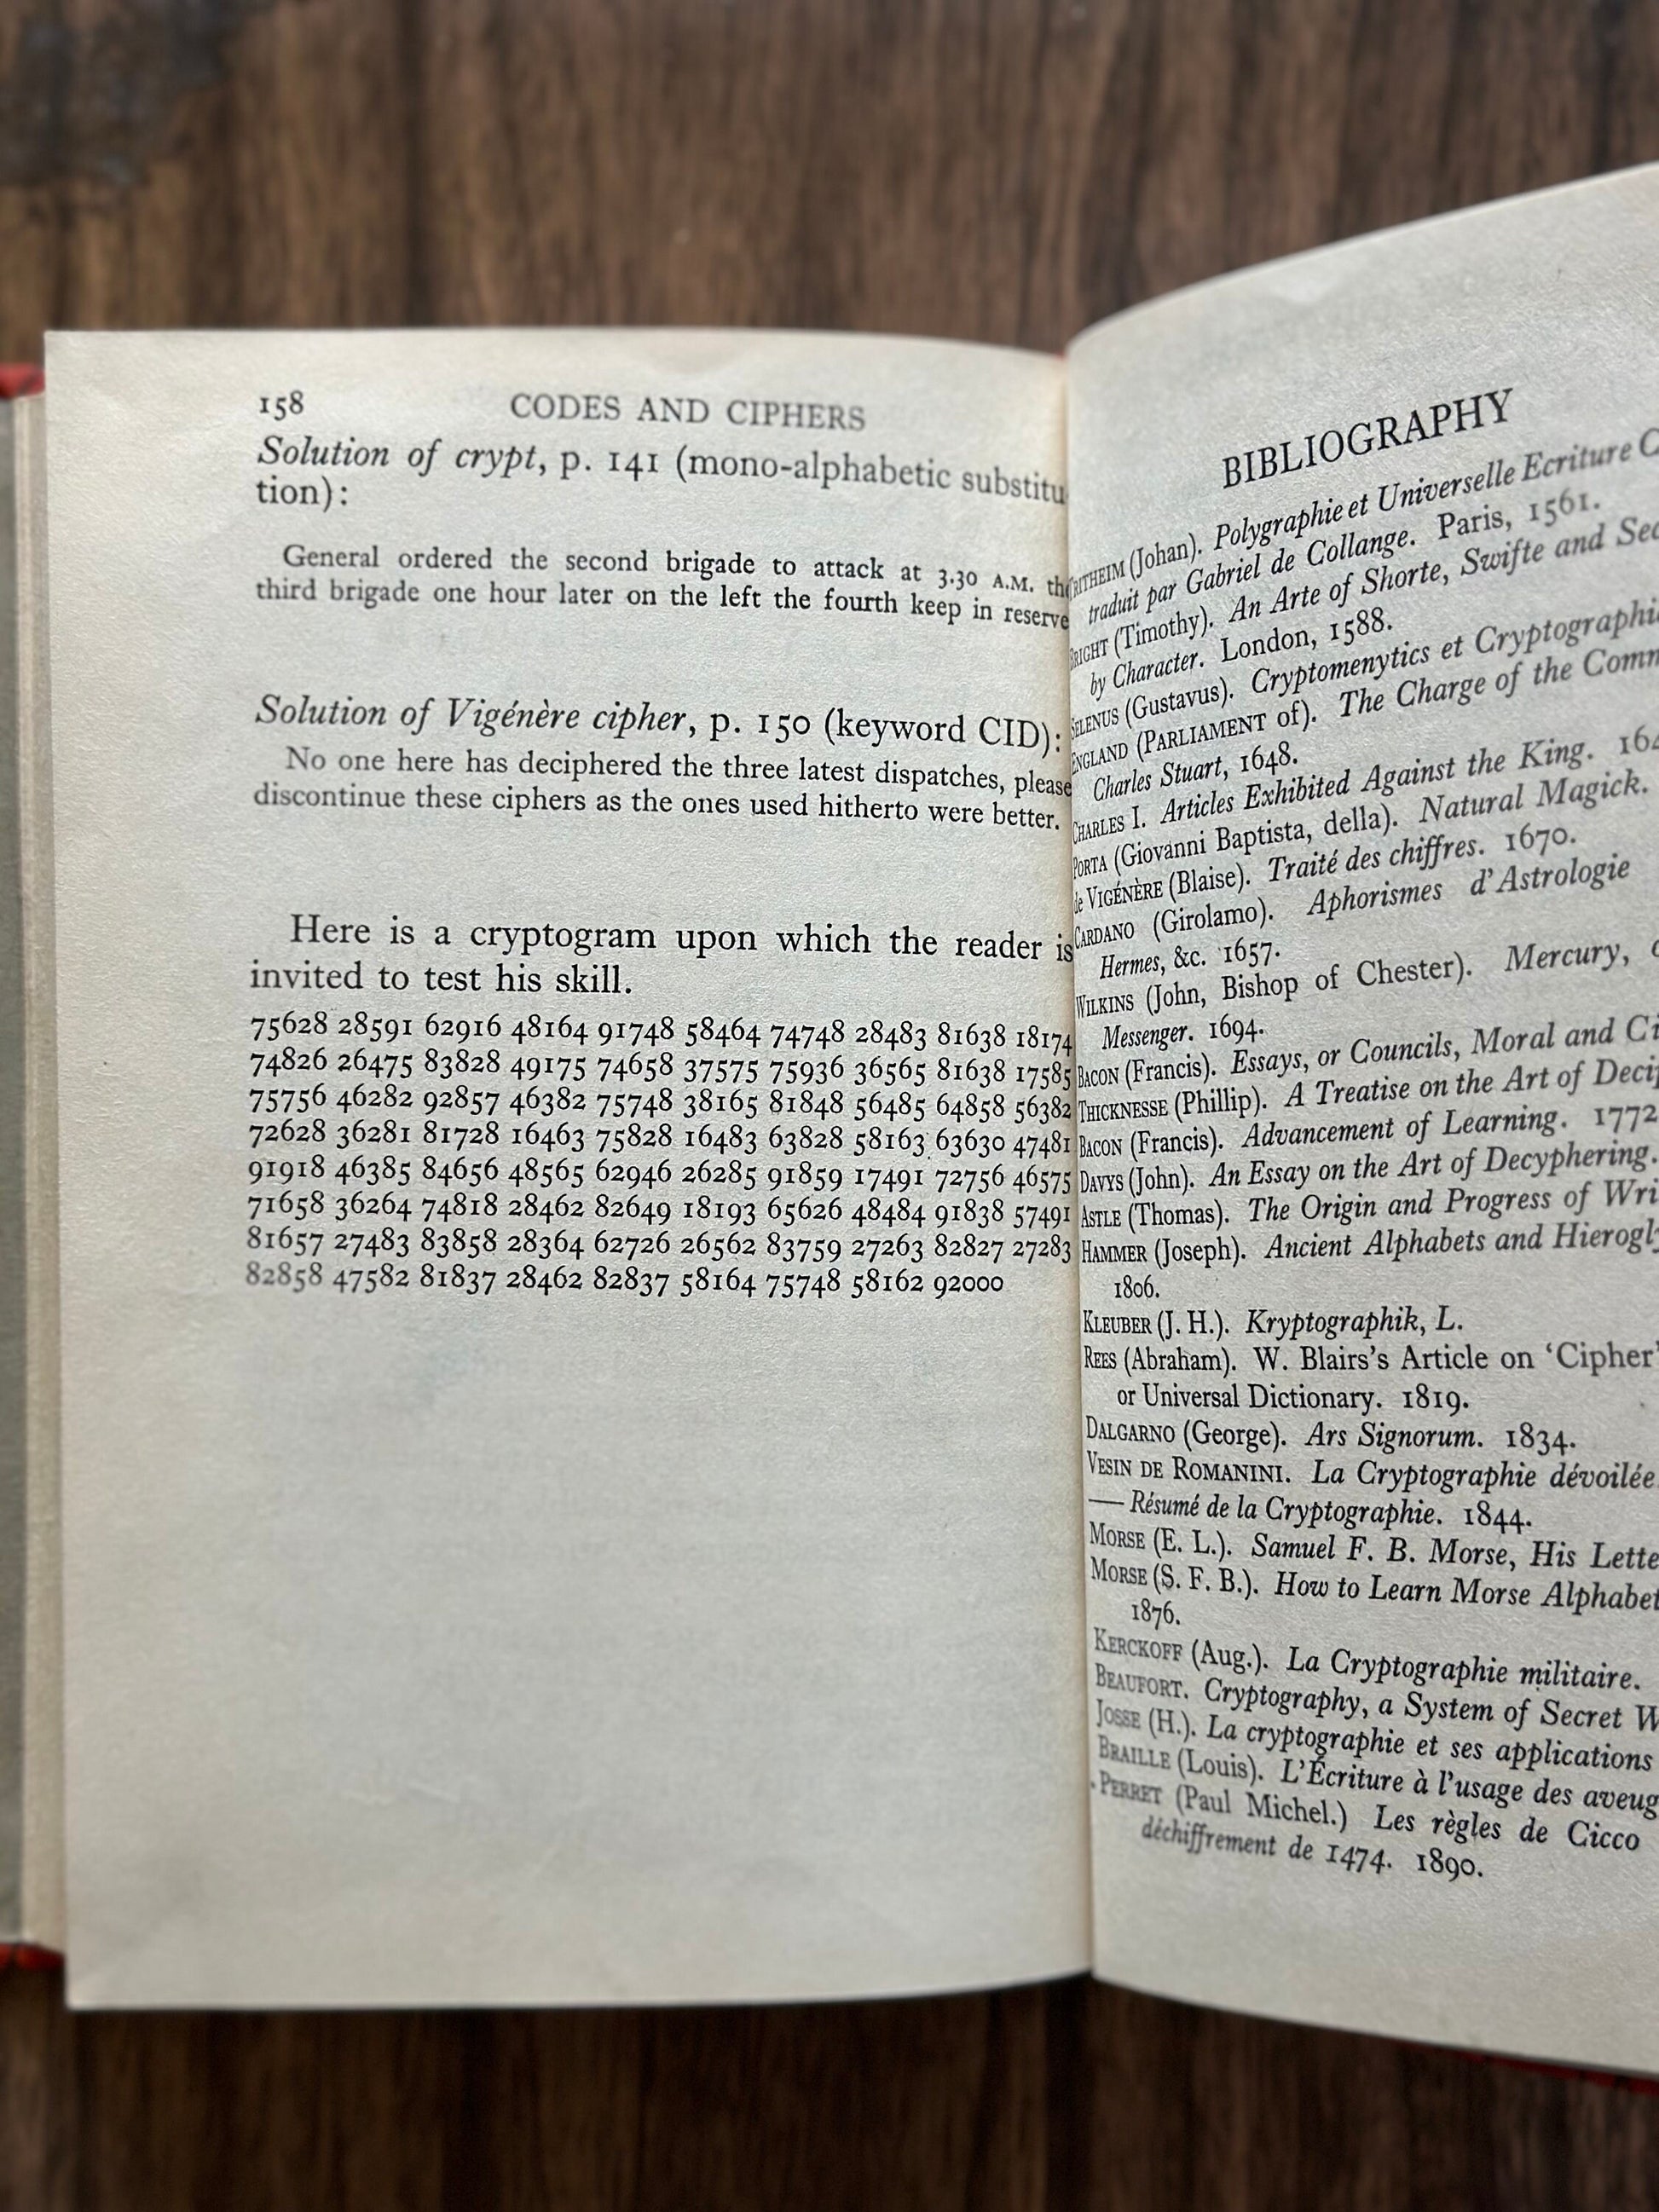 158 CODES AND CIPHERS
Solution of crypt, p. 141 (mono-alphabetic substitu
tion):
General ordered the second brigade to attack at 3.30 A.M. the
third brigade one hour later on the left the fourth keep in reserve
Solution of Vigénère cipher, p. 150 (keyword CID):
No one here has deciphered the three latest dispatches, please
discontinue these ciphers as the ones used hitherto were better.
Here is a cryptogram upon which the reader is
invited to test his skill.
75628 28591 62916 48164 91748 58464 74748 28483 81638 18174
74826 26475 83828 49175 74658 37575 75936 36565 81638 17585
75756 46282 92857 46382 75748 38165 81848 56485 64858 56382
72628 36281 81728 16463 75828 16483 63828 58163 63630 47481
91918 46385 84656 48565 62946 26285 91859 17491 72756 46575
71658 36264 74818 28462 82649 18193 65626 48484 91838 57491
81657 27483 83858 28364 62726 26562 83759 27263 82827 27283
82858 47582 81837 28462 82837 58164 75748 58162 92000
BIBLIOGRAPHY
(Johan). Polygraphie et Universelle Ecriture C
traduit par Gabriel de Collange. Paris, 1561.
BRIGHT (Timothy). An Arte of Shorte, Swifte and Sec
by Character. London, 1588.
SELENUS (Gustavus). Cryptomenytics et Cryptographi
ENGLAND (PARLIAMENT of). The Charge of the Comm
Charles Stuart, 1648.
CHARLES I. Articles Exhibited Against the King. 164
PORTA (Giovanni Baptista, della). Natural Magick.
de VIGÉNÈRE (Blaise). Traité des chiffres. 1670.
CARDANO (Girolamo). Aphorismes d'Astrologie
Hermes, &c. 1657.
WILKINS (John, Bishop of Chester). Mercury, o
Messenger. 1694.
BACON (Francis). Essays, or Councils, Moral and Ci
THICKNESSE (Phillip). A Treatise on the Art of Decip
BACON (Francis). Advancement of Learning. 1772
DAVYS (John). An Essay on the Art of Decyphering.
ASTLE (Thomas). The Origin and Progress of Wri
HAMMER (Joseph). Ancient Alphabets and Hierogly
1806.
KLEUBER (J. H.). Kryptographik, L.
REES (Abraham). W. Blairs's Article on 'Cipher'
or Universal Dictionary. 1819.
DALGARNO (George). Ars Signorum. 1834.
VESIN DE ROMANINI. La Cryptographie dévoilée
— Résumé de la Cryptographie. 1844.
MORSE (E. L.). Samuel F. B. Morse, His Lette
MORSE (S. F. B.). How to Learn Morse Alphabet
1876.
KERCKOFF (Aug.). La Cryptographie militaire.
BEAUFORT. Cryptography, a System of Secret W
JOSSE (H.). La cryptographie et ses applications
BRAILLE (Louis). L'Écriture à l'usage des aveug
PERRET (Paul Michel.) Les règles de Cicco
déchiffrement de 1474. 1890.